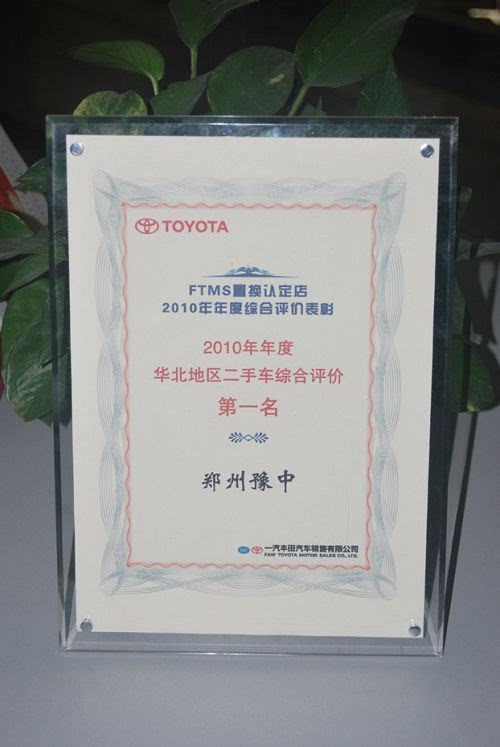 TOYOTA
FTMS置换认定店
2010年年度综合评价表彰
2010年年度
华北地区二手车综合评价
第一名
郑州豫中
一汽丰田汽车销售有限公司
FAW TOYOTA MOTOR SALES CO., LTD.